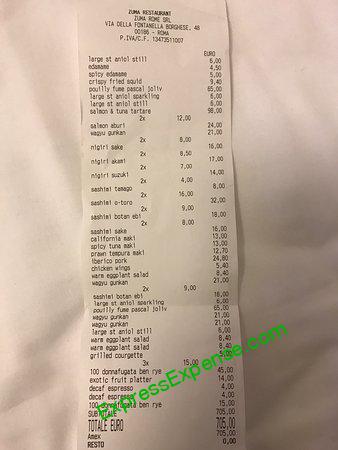 ZUMA RESTAURANT
ZUMA ROME SRL
VIA DELLA FONTANELLA BORGHESE, 48
00186 - ROMA
P.IVA/C.F. 13473511007
EURO
large st aniol still 6,00
edamame 4,50
spicy edamame 5,00
crispy fried squid 9,40
pouilly fume pascal joliv 65,00
large st aniol sparkling 6,00
large st aniol still 6,00
salmon & tuna tartare 98,00
2x 12,00
salmon aburi 24,00
wagyu gunkan 21,00
2x 8,00
nigiri sake 16,00
2x 8,50
nigiri akami 17,00
2x 7,00
nigiri suzuki 14,00
2x 4,00
sashimi tamago 8,00
2x 16,00
sashimi o-toro 32,00
2x 9,00
sashimi botan ebi 18,00
2x 8,00
sashimi sake 16,00
california maki 13,00
spicy tuna maki 13,00
prawn tempura maki 12,70
iberico pork 24,80
chicken wings 5,40
warm eggplant salad 8,40
wagyu gunkan 21,00
2x 9,00
sashimi botan ebi 18,00
large st aniol sparkling 6,00
pouilly fume pascal joliv 65,00
wagyu gunkan 21,00
wagyu gunkan 21,00
large st aniol still 6,00
warm eggplant salad 8,40
warm eggplant salad 8,40
grilled courgette 5,00
3x 15,00
100 donnafugata ben rye 45,00
exotic fruit platter 14,00
decaf espresso 4,00
decaf espresso 4,00
100 donnafugata ben rye 15,00
SUBTOTALE 705,00
TOTALE EURO 705,00
Amex 705,00
RESTO 0,00
ExpressExpense.com